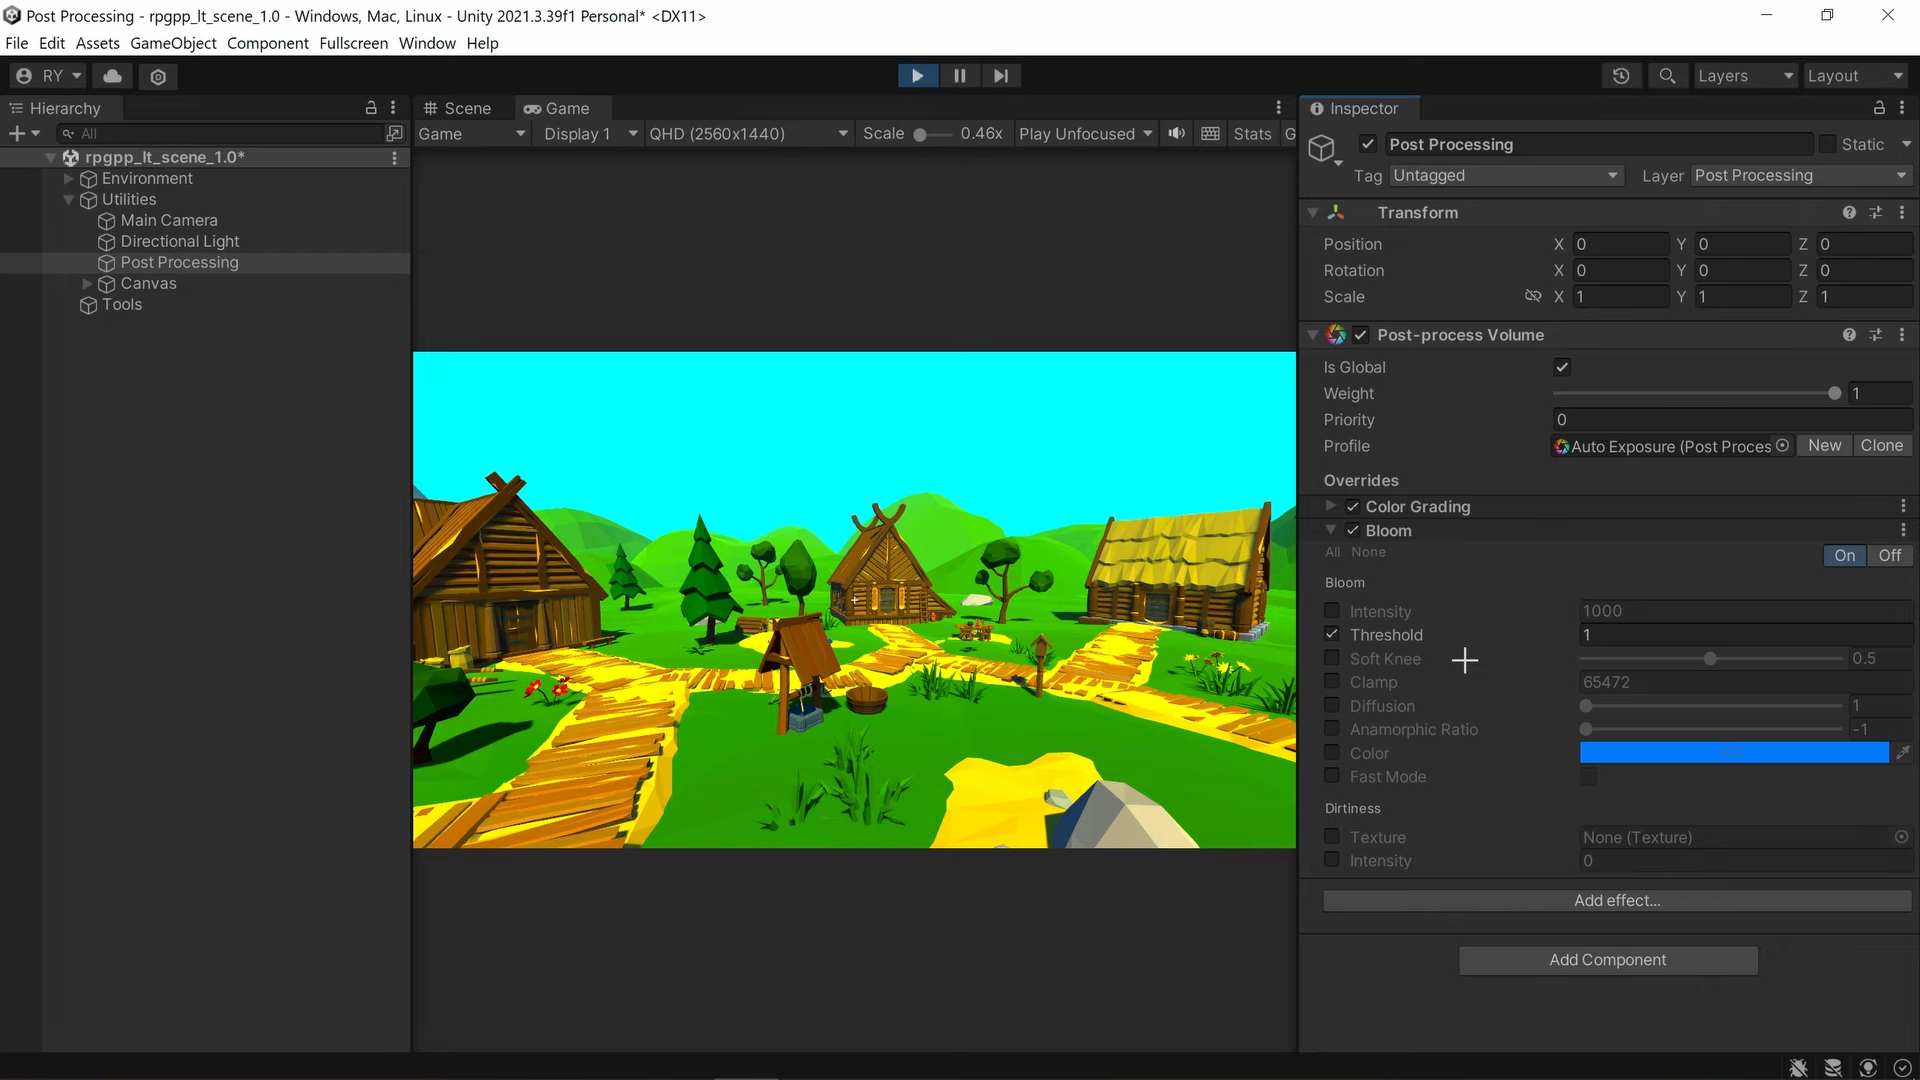 Post Processing - rpgpp_lt_scene_1.0 - Windows, Mac, Linux - Unity 2021.3.39f1 Personal* <DX11>
File Edit Assets GameObject Component Fullscreen Window Help
RY Layers Layout
Hierarchy
All
rpgpp_lt_scene_1.0*
Environment
Utilities
Main Camera
Directional Light
Post Processing
Canvas
Tools
Scene Game
Game Display 1 QHD (2560x1440) Scale 0.46x Play Unfocused Stats G
Inspector
Post Processing Static
Tag Untagged Layer Post Processing
Transform
Position X 0 Y 0 Z 0
Rotation X 0 Y 0 Z 0
Scale X 1 Y 1 Z 1
Post-process Volume
Is Global
Weight 1
Priority 0
Profile Auto Exposure (Post Proces New Clone
Overrides
Color Grading
Bloom
All None On Off
Bloom
Intensity 1000
Threshold 1
Soft Knee 0.5
Clamp 65472
Diffusion 1
Anamorphic Ratio -1
Color
Fast Mode
Dirtiness
Texture None (Texture)
Intensity 0
Add effect...
Add Component